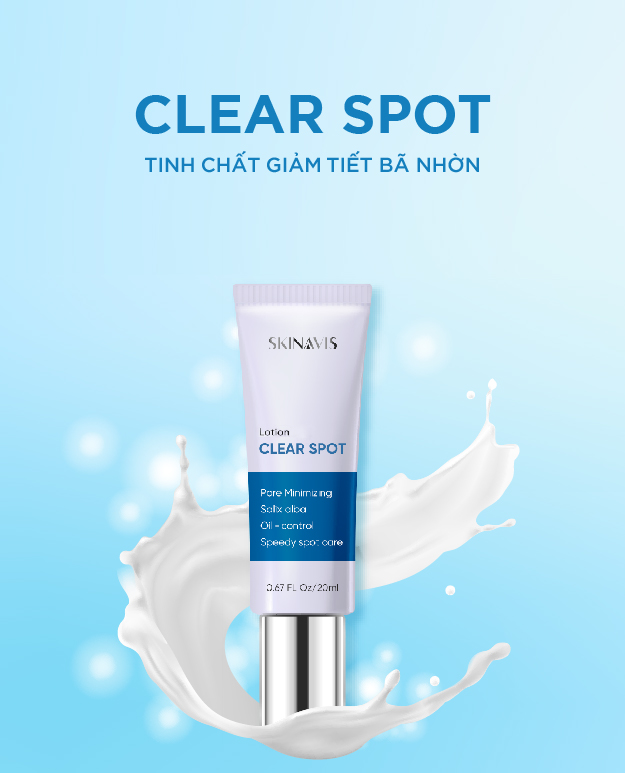 CLEAR SPOT
TINH CHẤT GIẢM TIẾT BÃ NHỜN
SKINAVIS
Lotion
CLEAR SPOT
Pore Minimizing
Salix alba
Oil - control
Speedy spot care
0.67 FL Oz/20ml